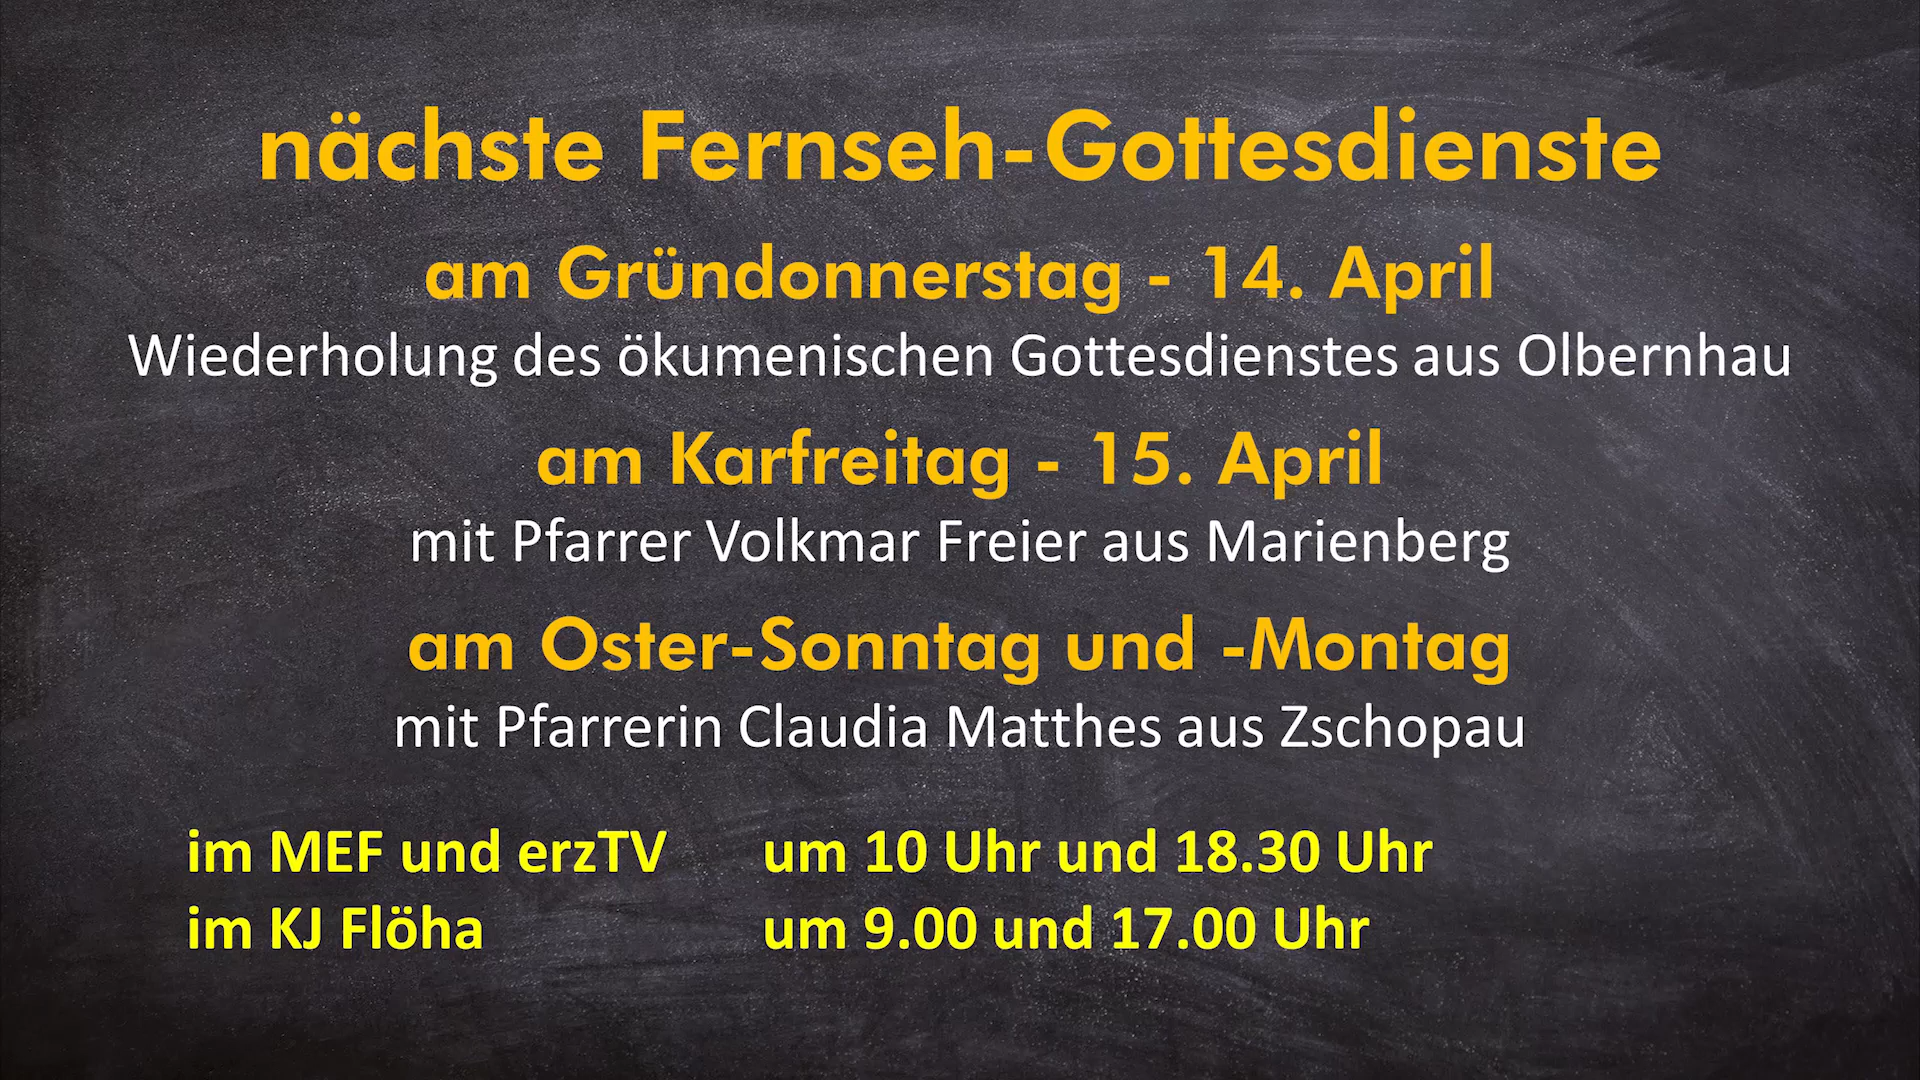 nächste Fernseh-Gottesdienste
am Gründonnerstag - 14. April
Wiederholung des ökumenischen Gottesdienstes aus Olbernhau
am Karfreitag - 15. April
mit Pfarrer Volkmar Freier aus Marienberg
am Oster-Sonntag und -Montag
mit Pfarrerin Claudia Matthes aus Zschopau
im MEF und erzTV um 10 Uhr und 18.30 Uhr
im KJ Flöha um 9.00 und 17.00 Uhr